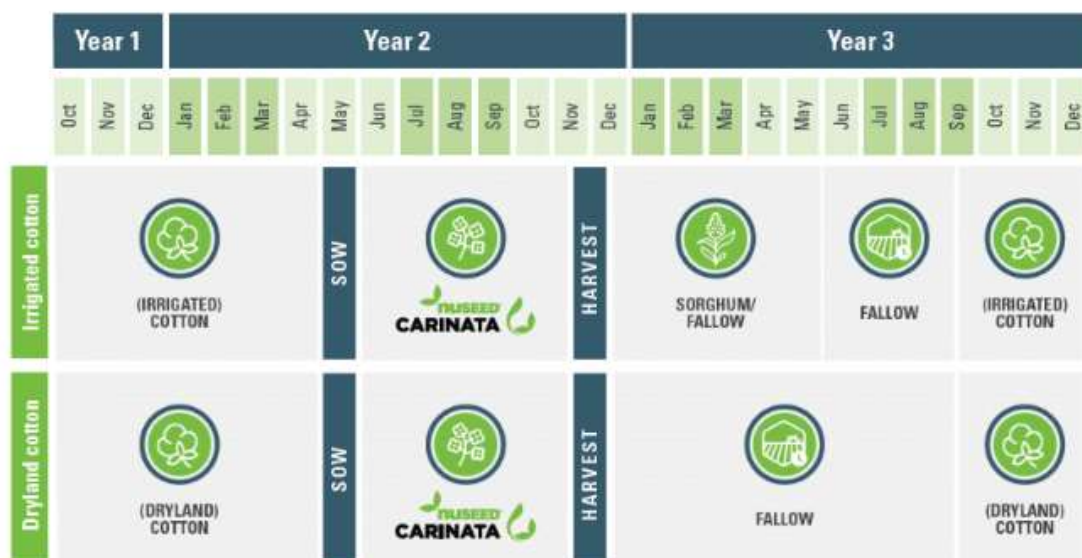 Year 1
Year 2
Year 3
Oct Nov Dec Jan Feb Mar Apr May Jun Jul Aug Sep Oct Nov Dec Jan Feb Mar Apr May Jun Jul Aug Sep Oct Nov Dec
Irrigated cotton
(IRRIGATED)
COTTON
SOW
nuseed
CARINATA
HARVEST
SORGHUM/
FALLOW
FALLOW
(IRRIGATED)
COTTON
Dryland cotton
(DRYLAND)
COTTON
SOW
nuseed
CARINATA
HARVEST
FALLOW
(DRYLAND)
COTTON